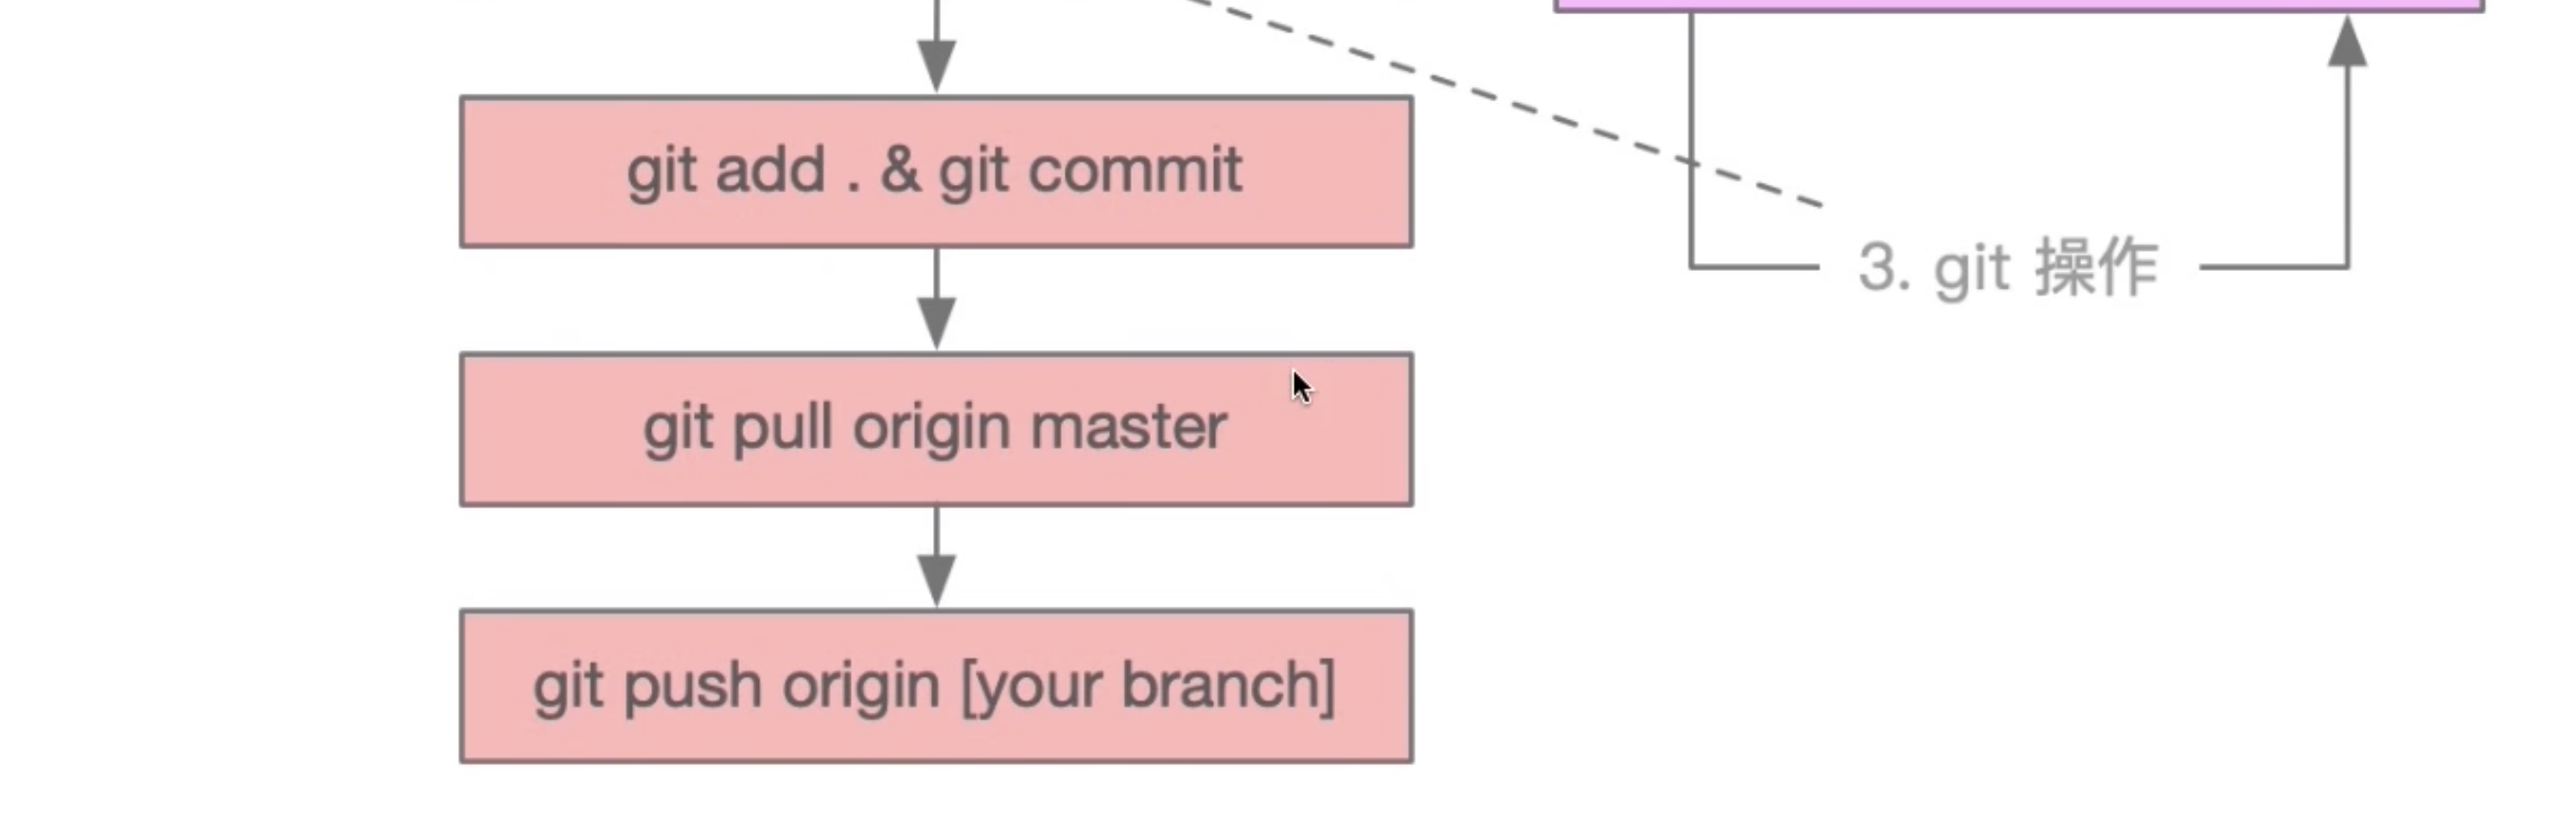 git add . & git commit
3. git 操作
git pull origin master
git push origin [your branch]